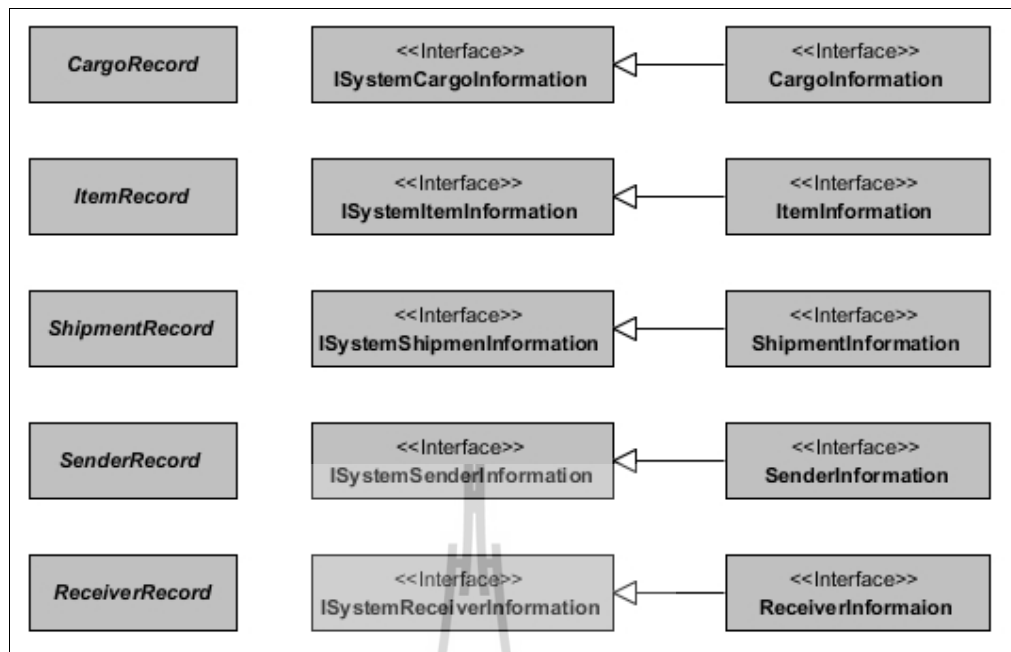 CargoRecord
<<Interface>>
ISystemCargoInformation
<<Interface>>
CargoInformation
ItemRecord
<<Interface>>
ISystemItemInformation
<<Interface>>
ItemInformation
ShipmentRecord
<<Interface>>
ISystemShipmenInformation
<<Interface>>
ShipmentInformation
SenderRecord
<<Interface>>
ISystemSenderInformation
<<Interface>>
SenderInformation
ReceiverRecord
<<Interface>>
ISystemReceiverInformation
<<Interface>>
ReceiverInformaion